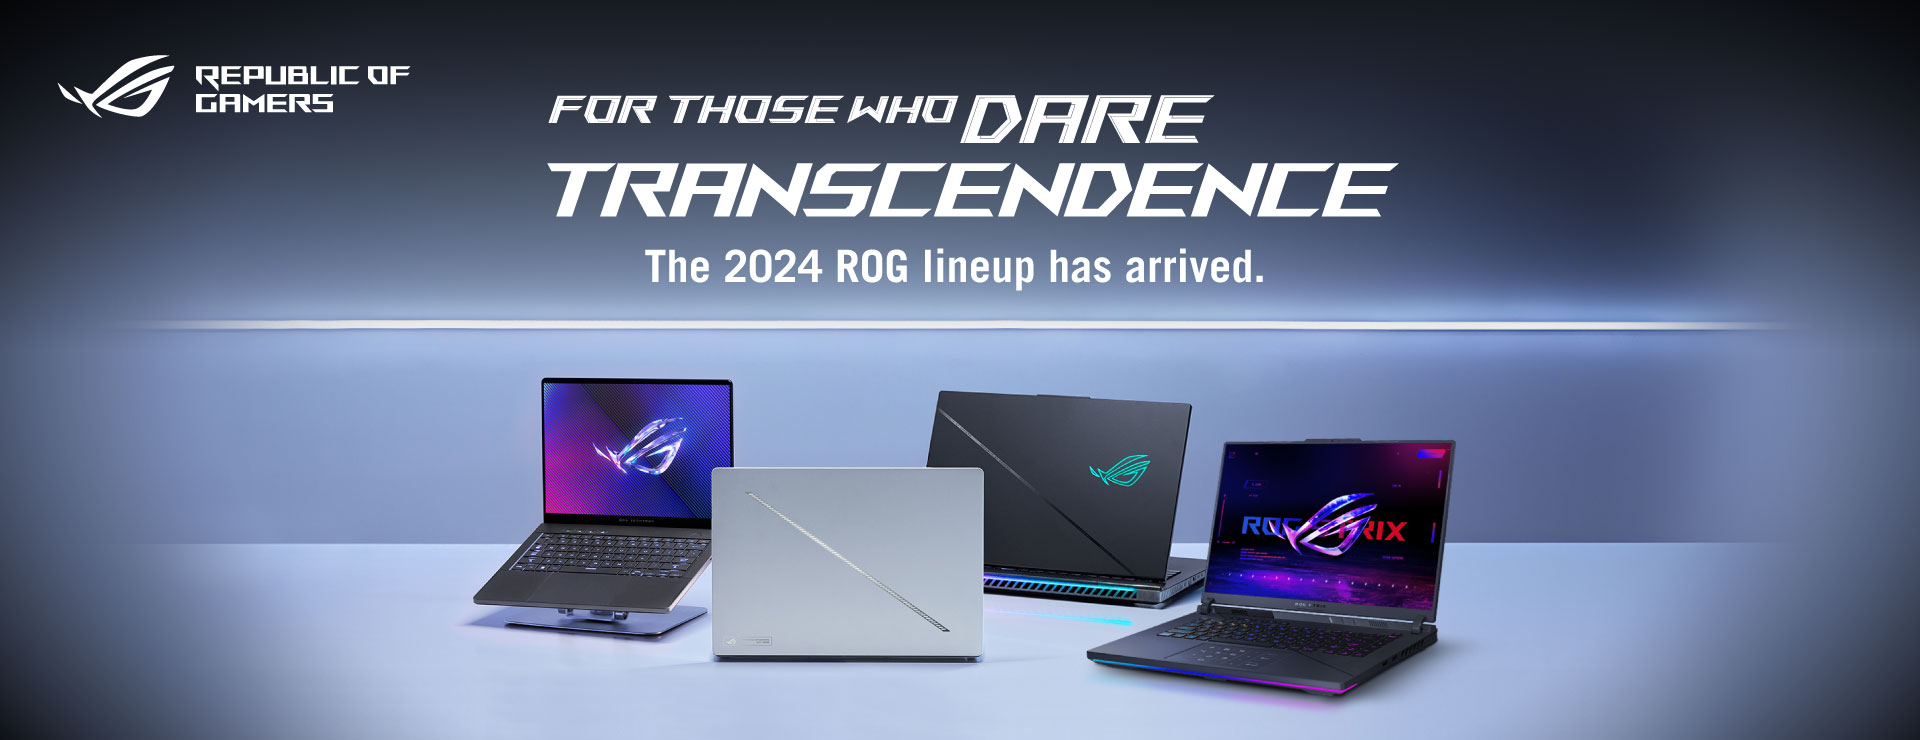 REPUBLIC OF
GAMERS
FOR THOSE WHO DARE
TRANSCENDENCE
The 2024 ROG lineup has arrived.